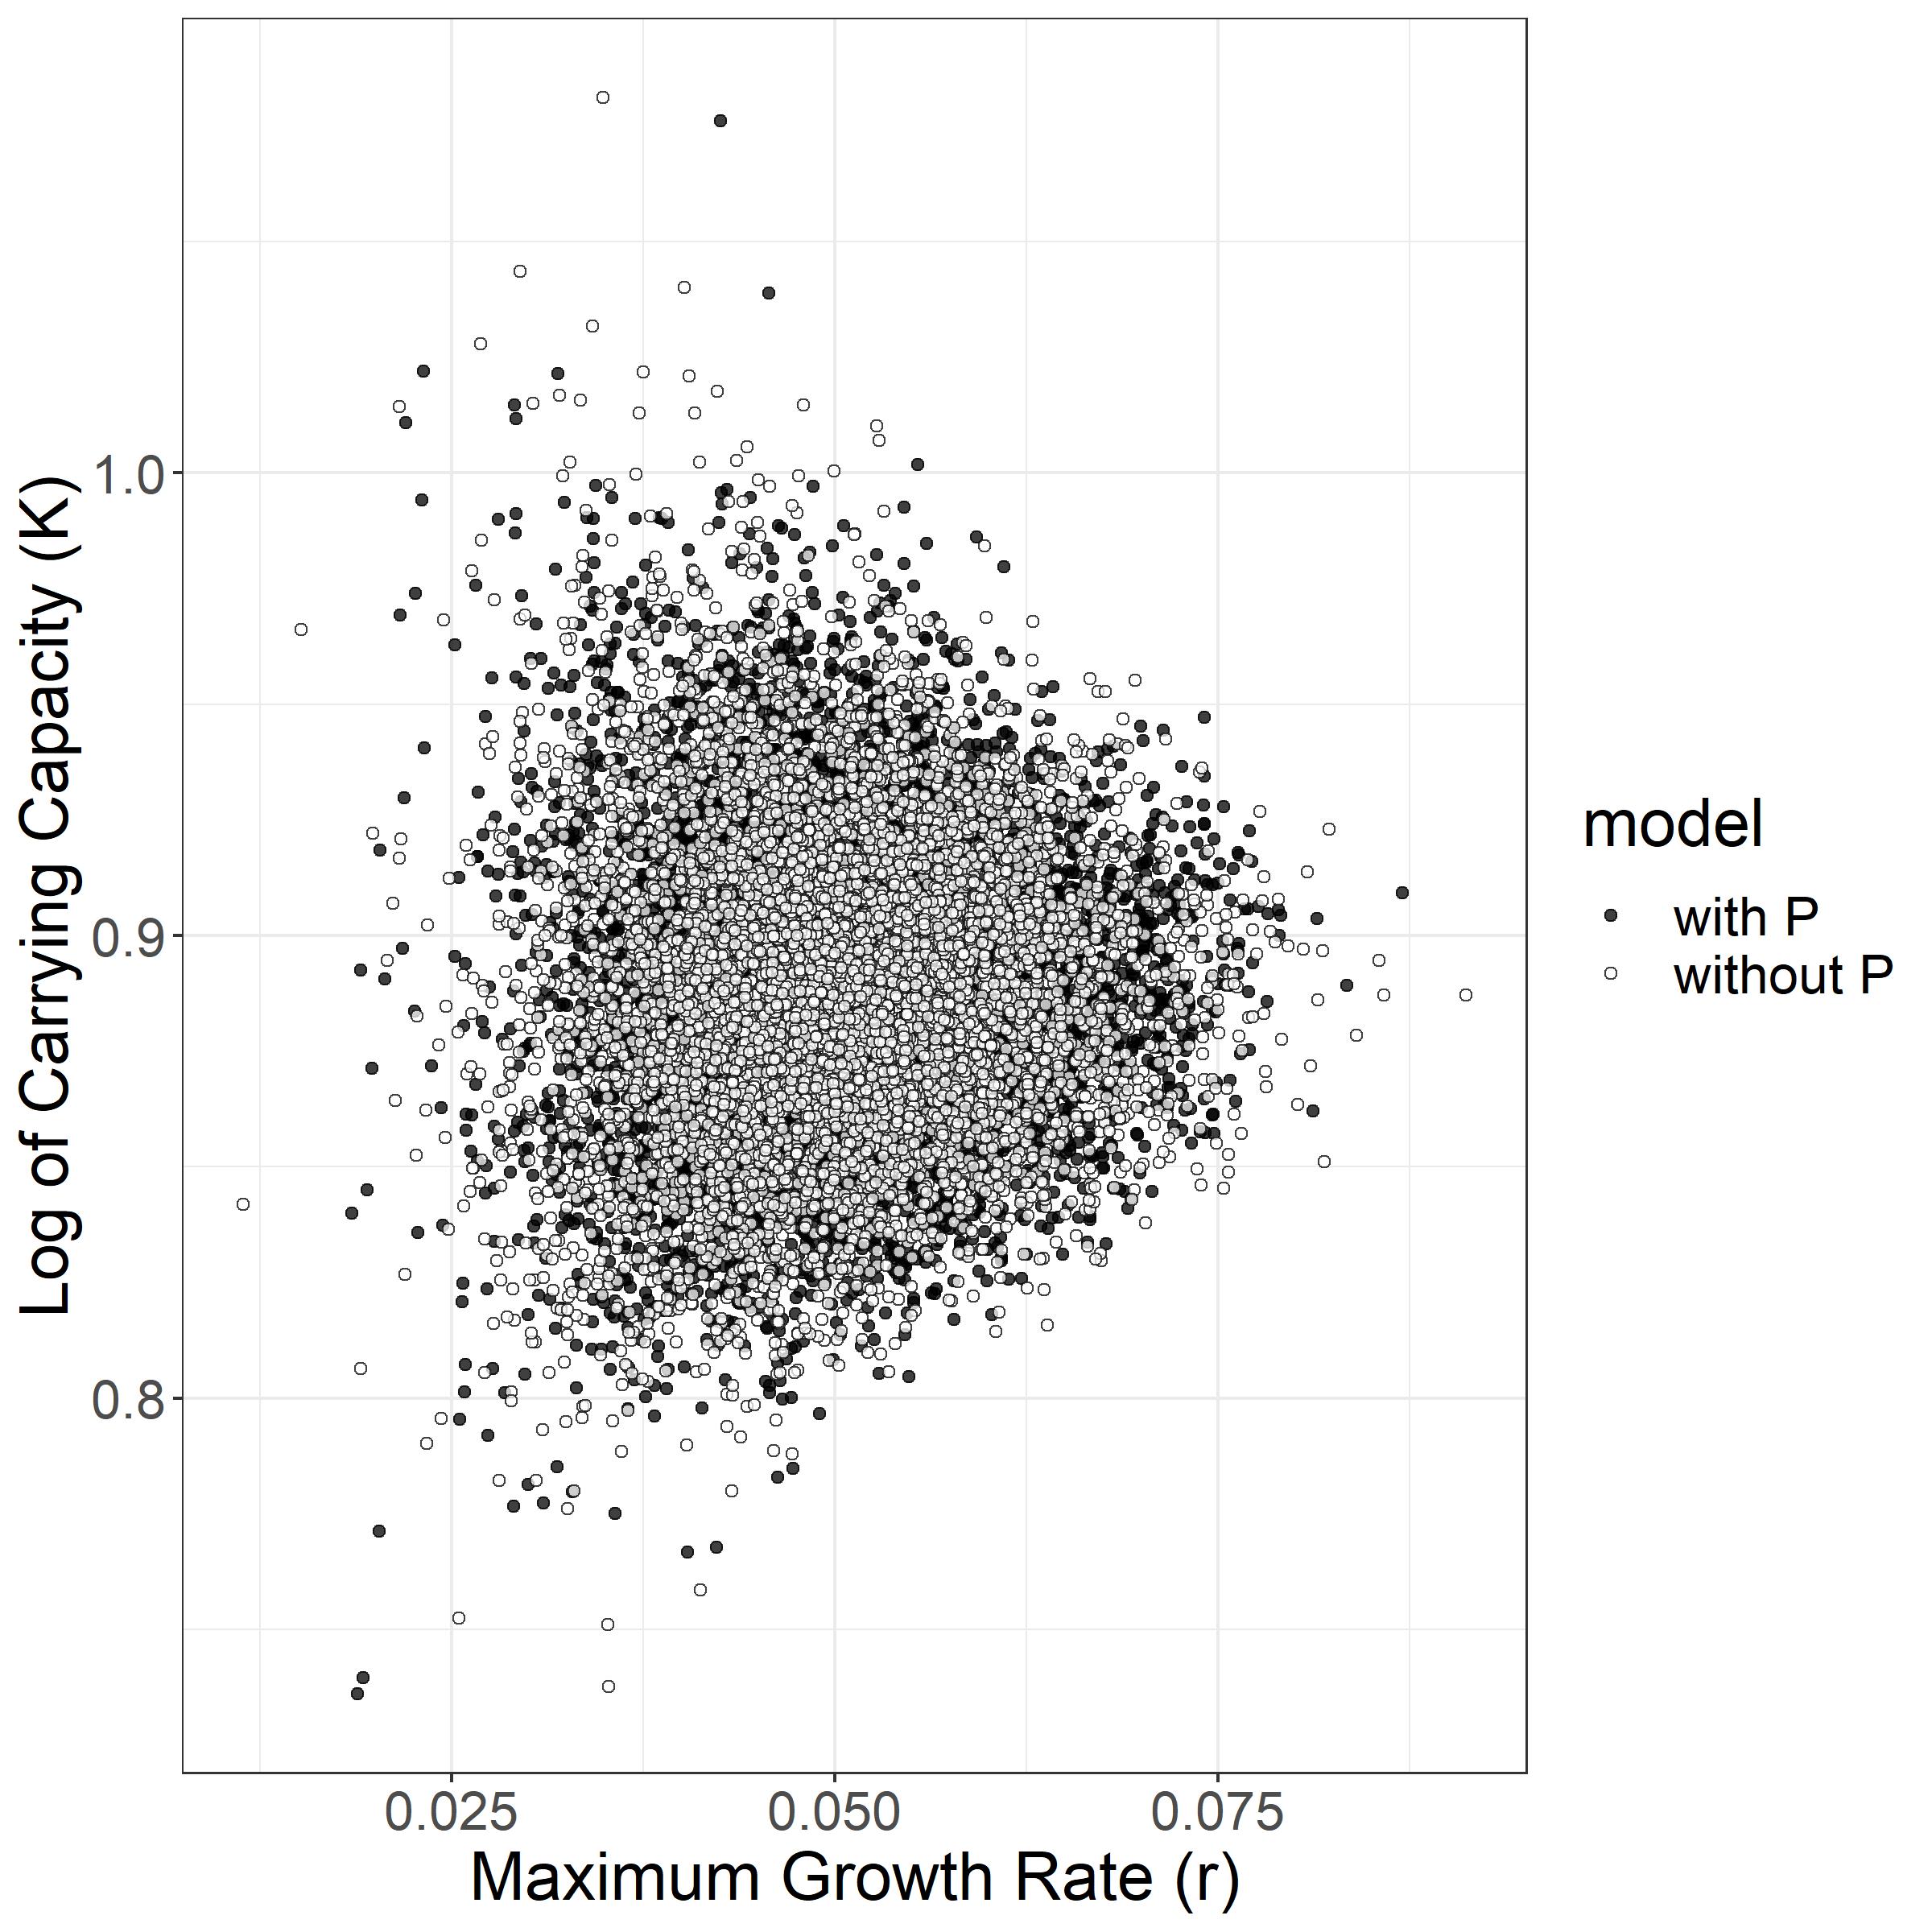 Log of Carrying Capacity (K)
1.0
0.9
0.8
0.025
0.050
0.075
Maximum Growth Rate (r)
model
with P
without P